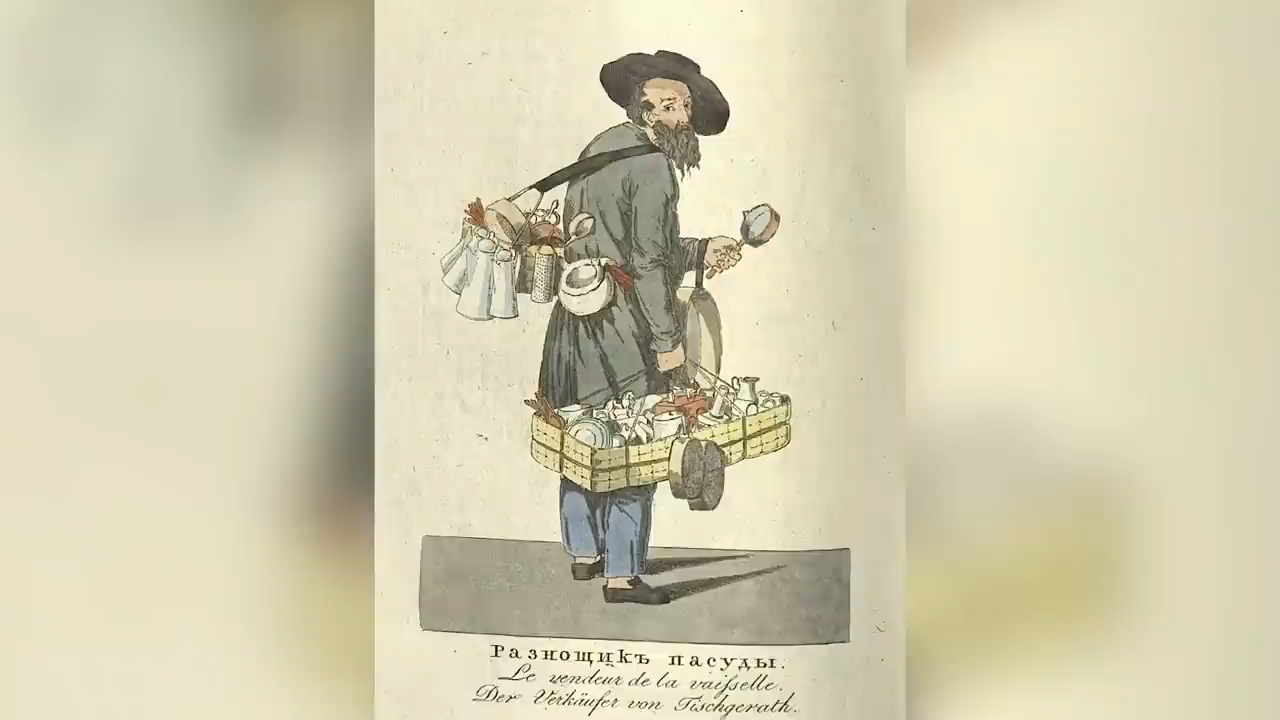 Разнощикъ пасуды.
Le vendeur de la vaiſselle.
Der Verkäufer von Tischgerath.